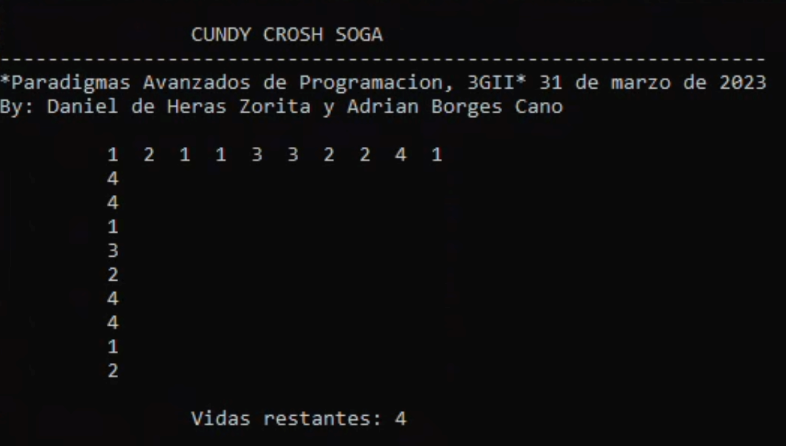 CUNDY CROSH SOGA
----------------------------------------------------------------
*Paradigmas Avanzados de Programacion, 3GII* 31 de marzo de 2023
By: Daniel de Heras Zorita y Adrian Borges Cano
1 2 1 1 3 3 2 2 4 1
4
4
1
3
2
4
4
1
2
Vidas restantes: 4